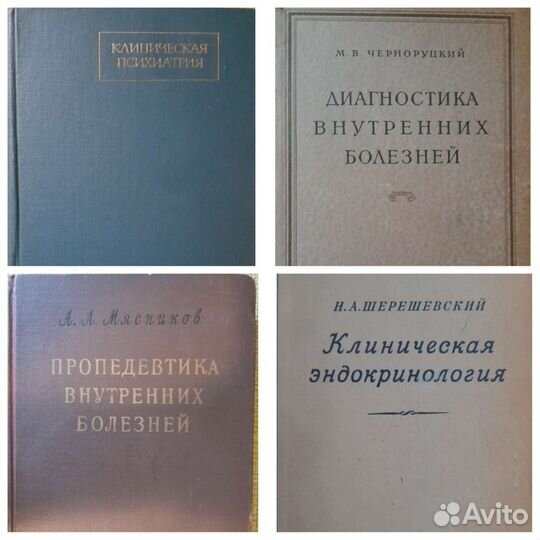 КЛИНИЧЕСКАЯ
ПСИХИАТРИЯ
М. В. ЧЕРНОРУЦКИЙ
ДИАГНОСТИКА
ВНУТРЕННИХ
БОЛЕЗНЕЙ
А. Л. Мясников
ПРОПЕДЕВТИКА
ВНУТРЕННИХ
БОЛЕЗНЕЙ
Н.А.ШЕРЕШЕВСКИЙ
Клиническая
эндокринология
Avito